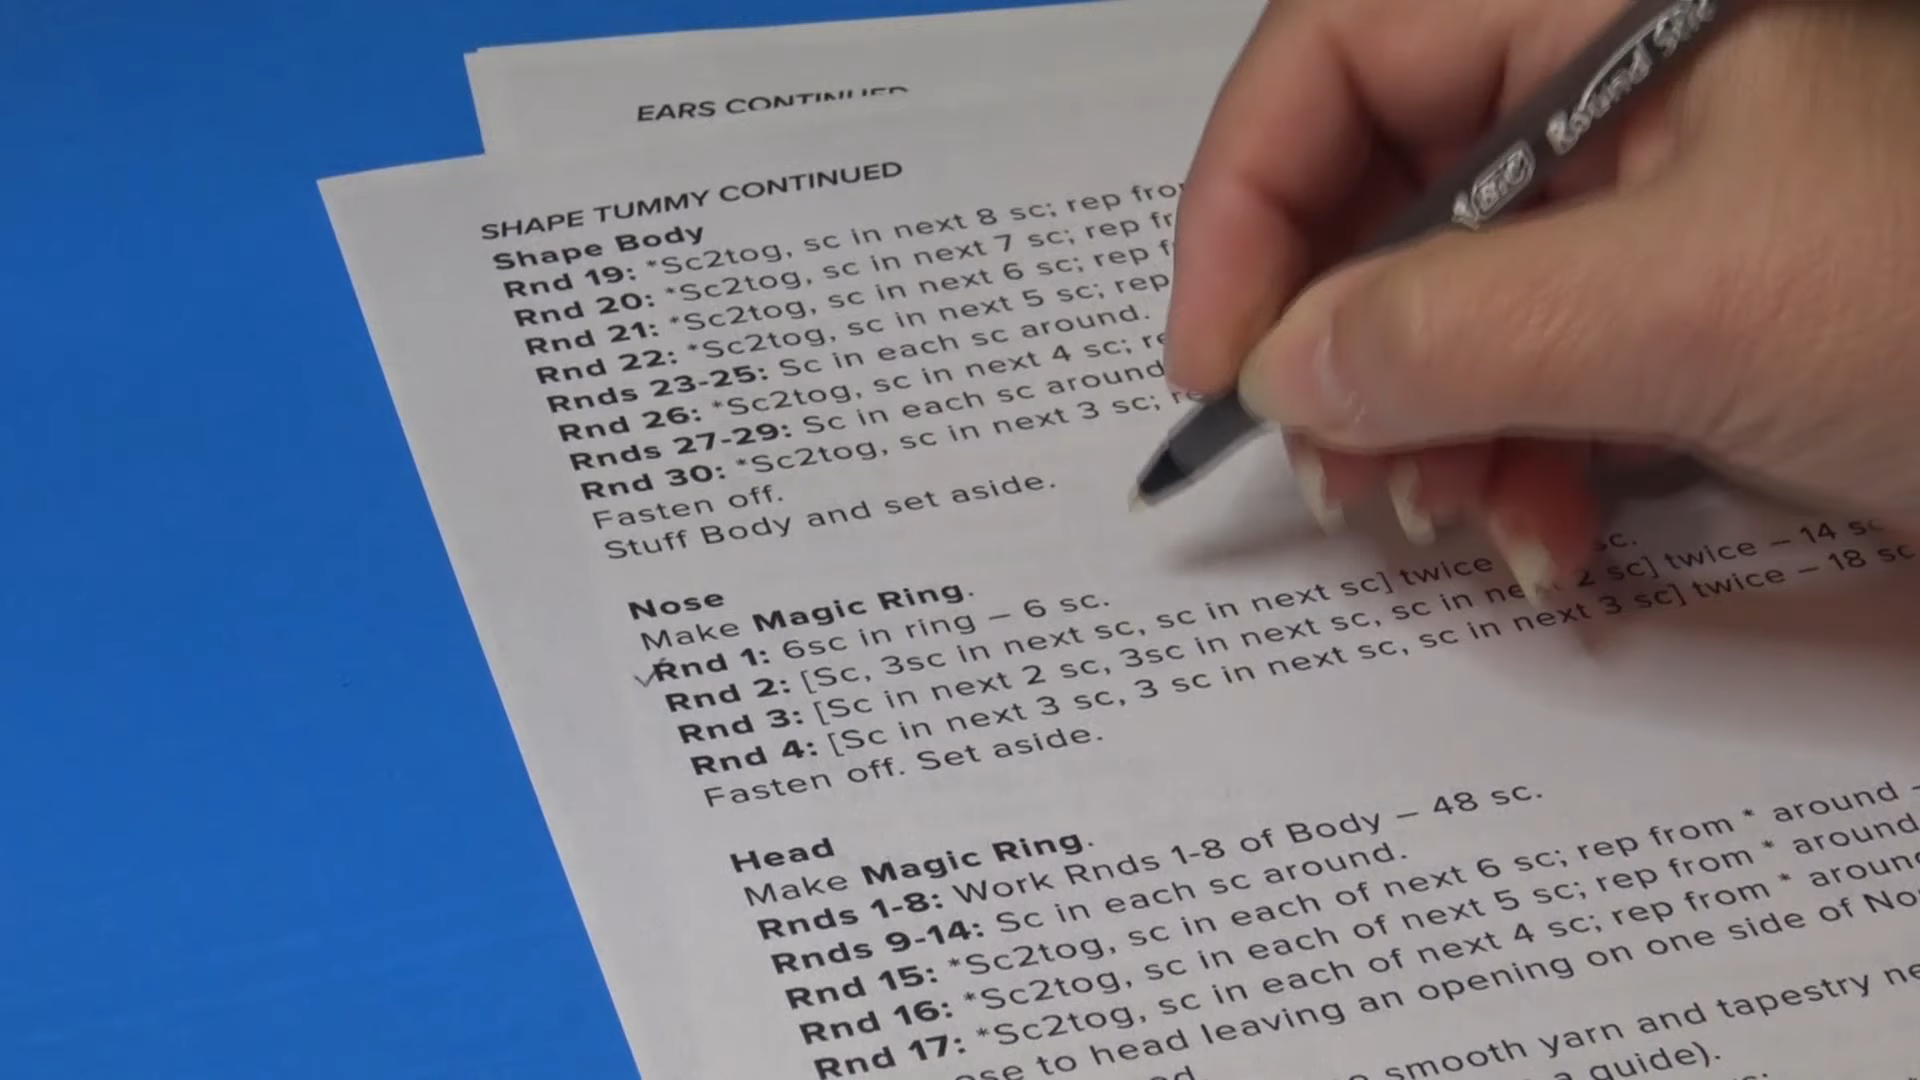 EARS CONTINUED
SHAPE TUMMY CONTINUED
Shape Body
Rnd 19: *Sc2tog, sc in next 8 sc; rep from
Rnd 20: *Sc2tog, sc in next 7 sc; rep
Rnd 21: *Sc2tog, sc in next 6 sc; rep
Rnd 22: *Sc2tog, sc in next 5 sc; rep
Rnds 23-25: Sc in each sc around.
Rnd 26: *Sc2tog, sc in next 4 sc;
Rnds 27-29: Sc in each sc around
Rnd 30: *Sc2tog, sc in next 3 sc;
Fasten off.
Stuff Body and set aside.
Nose
Make Magic Ring.
Rnd 1: 6sc in ring – 6 sc.
Rnd 2: [Sc, 3sc in next sc, sc in next sc] twice sc.
Rnd 3: [Sc in next 2 sc, 3sc in next sc, sc in next 2 sc] twice – 14 sc
Rnd 4: [Sc in next 3 sc, 3 sc in next sc, sc in next 3 sc] twice – 18 sc
Fasten off. Set aside.
Head
Make Magic Ring.
Rnds 1-8: Work Rnds 1-8 of Body – 48 sc.
Rnds 9-14: Sc in each sc around.
Rnd 15: *Sc2tog, sc in each of next 6 sc; rep from * around –
Rnd 16: *Sc2tog, sc in each of next 5 sc; rep from * around
Rnd 17: *Sc2tog, sc in each of next 4 sc; rep from * around
to head leaving an opening on one side of
smooth yarn and tapestry
a guide).
BIC Round Stic